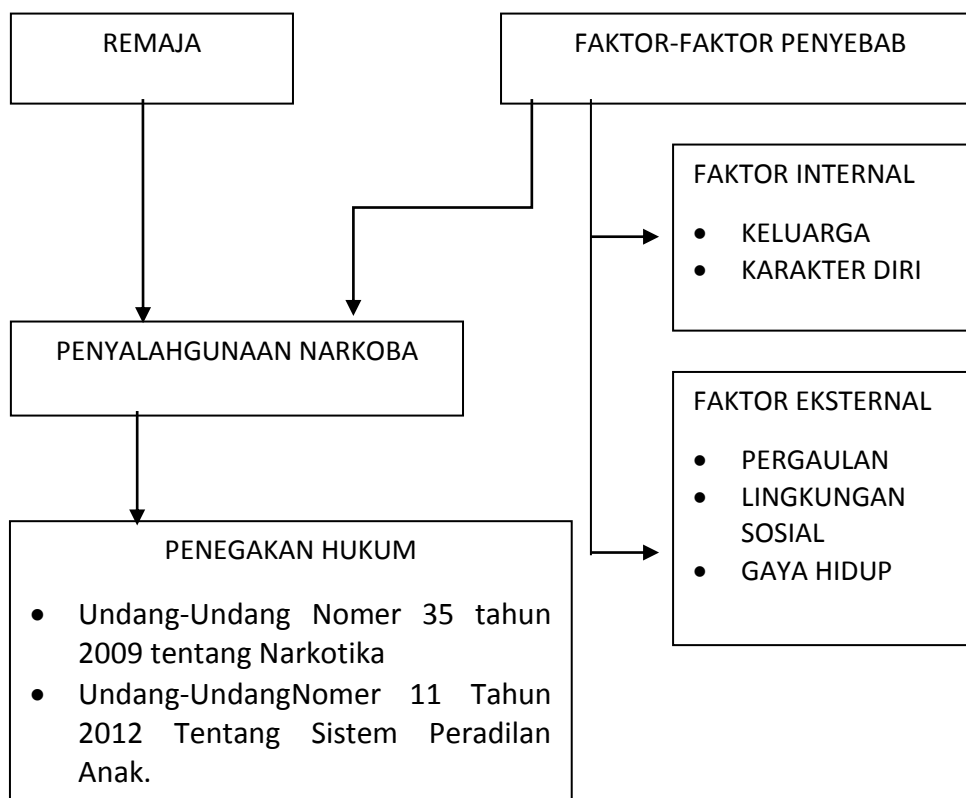 REMAJA
FAKTOR-FAKTOR PENYEBAB
FAKTOR INTERNAL
• KELUARGA
• KARAKTER DIRI
PENYALAHGUNAAN NARKOBA
FAKTOR EKSTERNAL
• PERGAULAN
• LINGKUNGAN
SOSIAL
• GAYA HIDUP
PENEGAKAN HUKUM
• Undang-Undang Nomer 35 tahun
2009 tentang Narkotika
• Undang-UndangNomer 11 Tahun
2012 Tentang Sistem Peradilan
Anak.